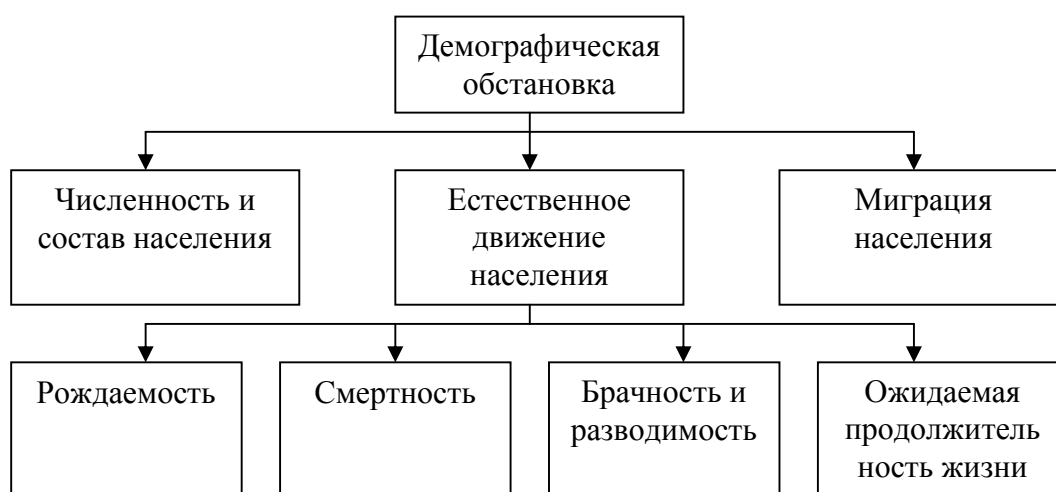 Демографическая
обстановка
Численность и
состав населения
Естественное
движение
населения
Миграция
населения
Рождаемость
Смертность
Брачность и
разводимость
Ожидаемая
продолжитель
ность жизни